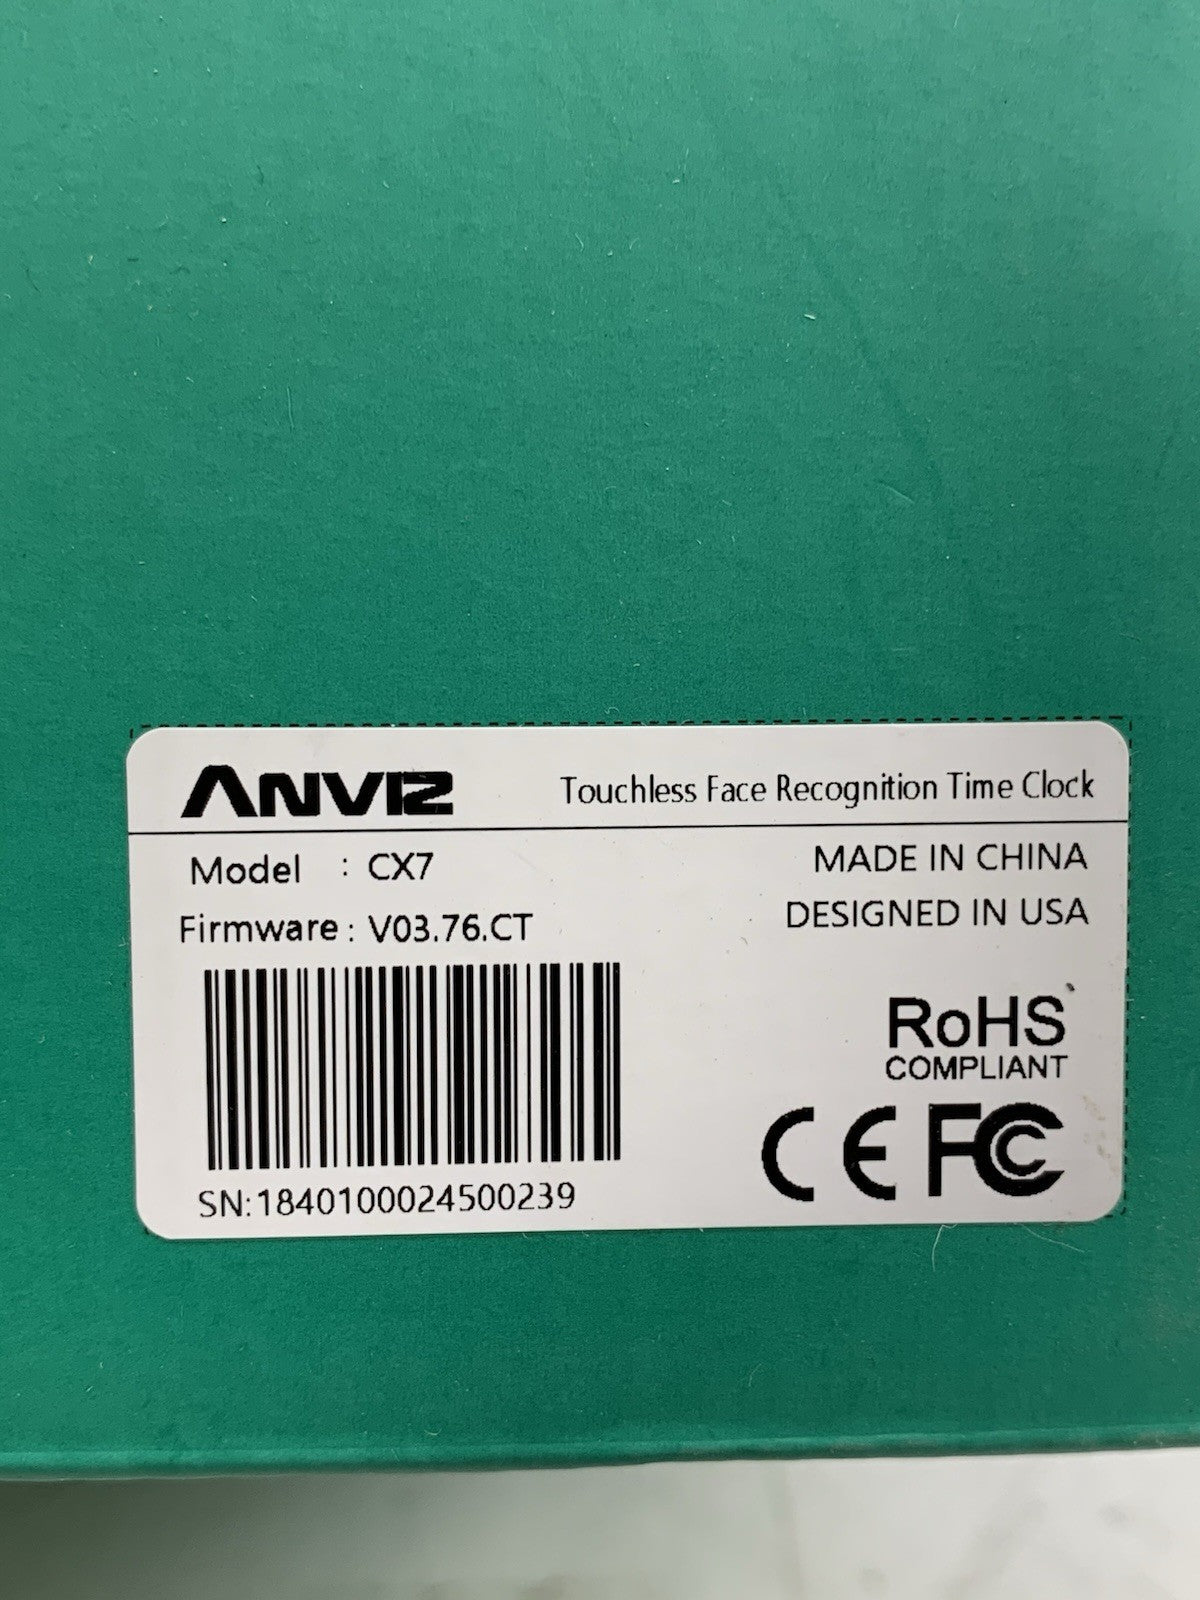 ANVIZ Touchless Face Recognition Time Clock
Model : CX7
MADE IN CHINA
Firmware : V03.76.CT
DESIGNED IN USA
RoHS
COMPLIANT
CE FC
SN:1840100024500239